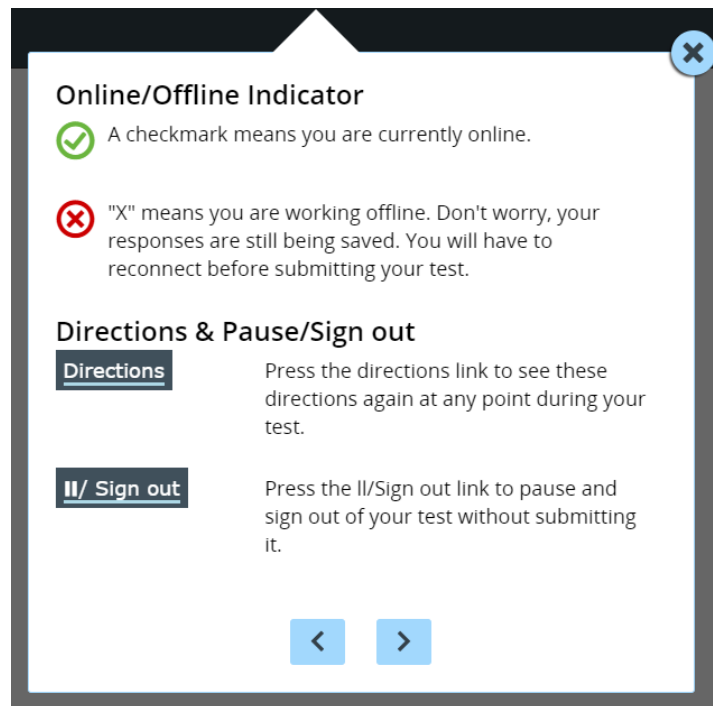 Online/Offline Indicator
A checkmark means you are currently online.
"X" means you are working offline. Don't worry, your
responses are still being saved. You will have to
reconnect before submitting your test.
Directions & Pause/Sign out
Directions
Press the directions link to see these
directions again at any point during your
test.
II/ Sign out
Press the ll/Sign out link to pause and
sign out of your test without submitting
it.